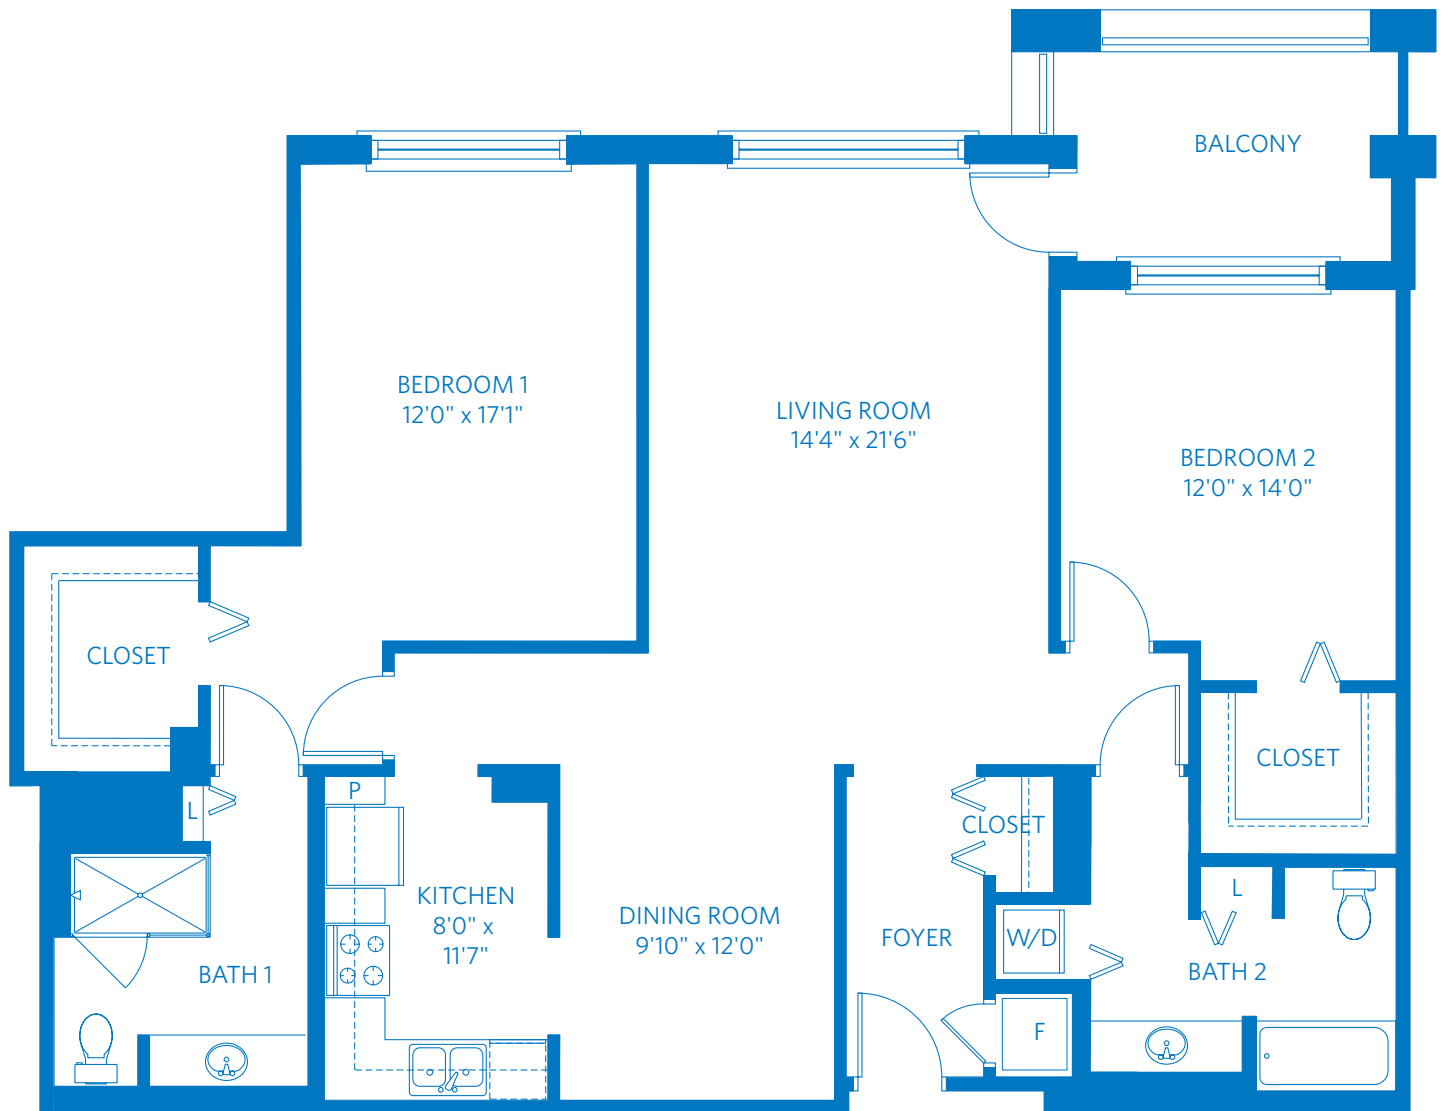 BALCONY
BEDROOM 1
12'0" x 17'1"
LIVING ROOM
14'4" x 21'6"
BEDROOM 2
12'0" x 14'0"
CLOSET
CLOSET
P
L
CLOSET
KITCHEN
8'0" x
11'7"
DINING ROOM
9'10" x 12'0"
FOYER
W/D
L
BATH 1
BATH 2
F